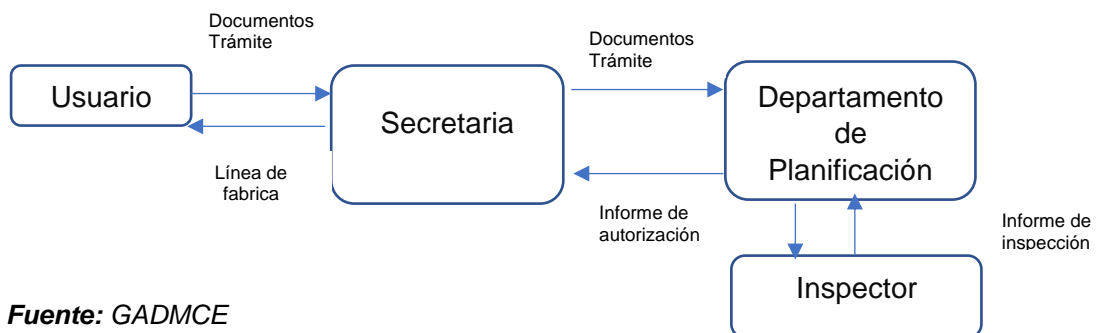 Documentos
Trámite
Documentos
Trámite
Usuario
Secretaria
Departamento
de
Planificación
Línea de
fabrica
Informe de
autorización
Informe de
inspección
Inspector
Fuente: GADMCE